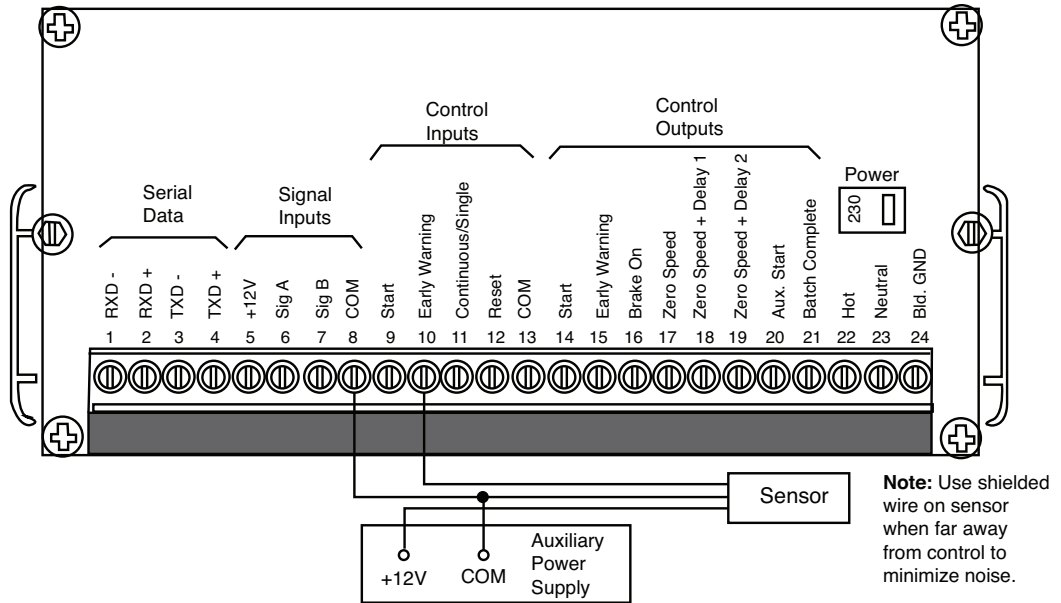 Control
Inputs
Control
Outputs
Serial
Data
Signal
Inputs
Power
230
RXD -
RXD +
TXD -
TXD +
+12V
Sig A
Sig B
COM
Start
Early Warning
Continuous/Single
Reset
COM
Start
Early Warning
Brake On
Zero Speed
Zero Speed + Delay 1
Zero Speed + Delay 2
Aux. Start
Batch Complete
Hot
Neutral
Bld. GND
1 2 3 4 5 6 7 8 9 10 11 12 13 14 15 16 17 18 19 20 21 22 23 24
Sensor
Auxiliary
Power
Supply
+12V
COM
Note: Use shielded
wire on sensor
when far away
from control to
minimize noise.